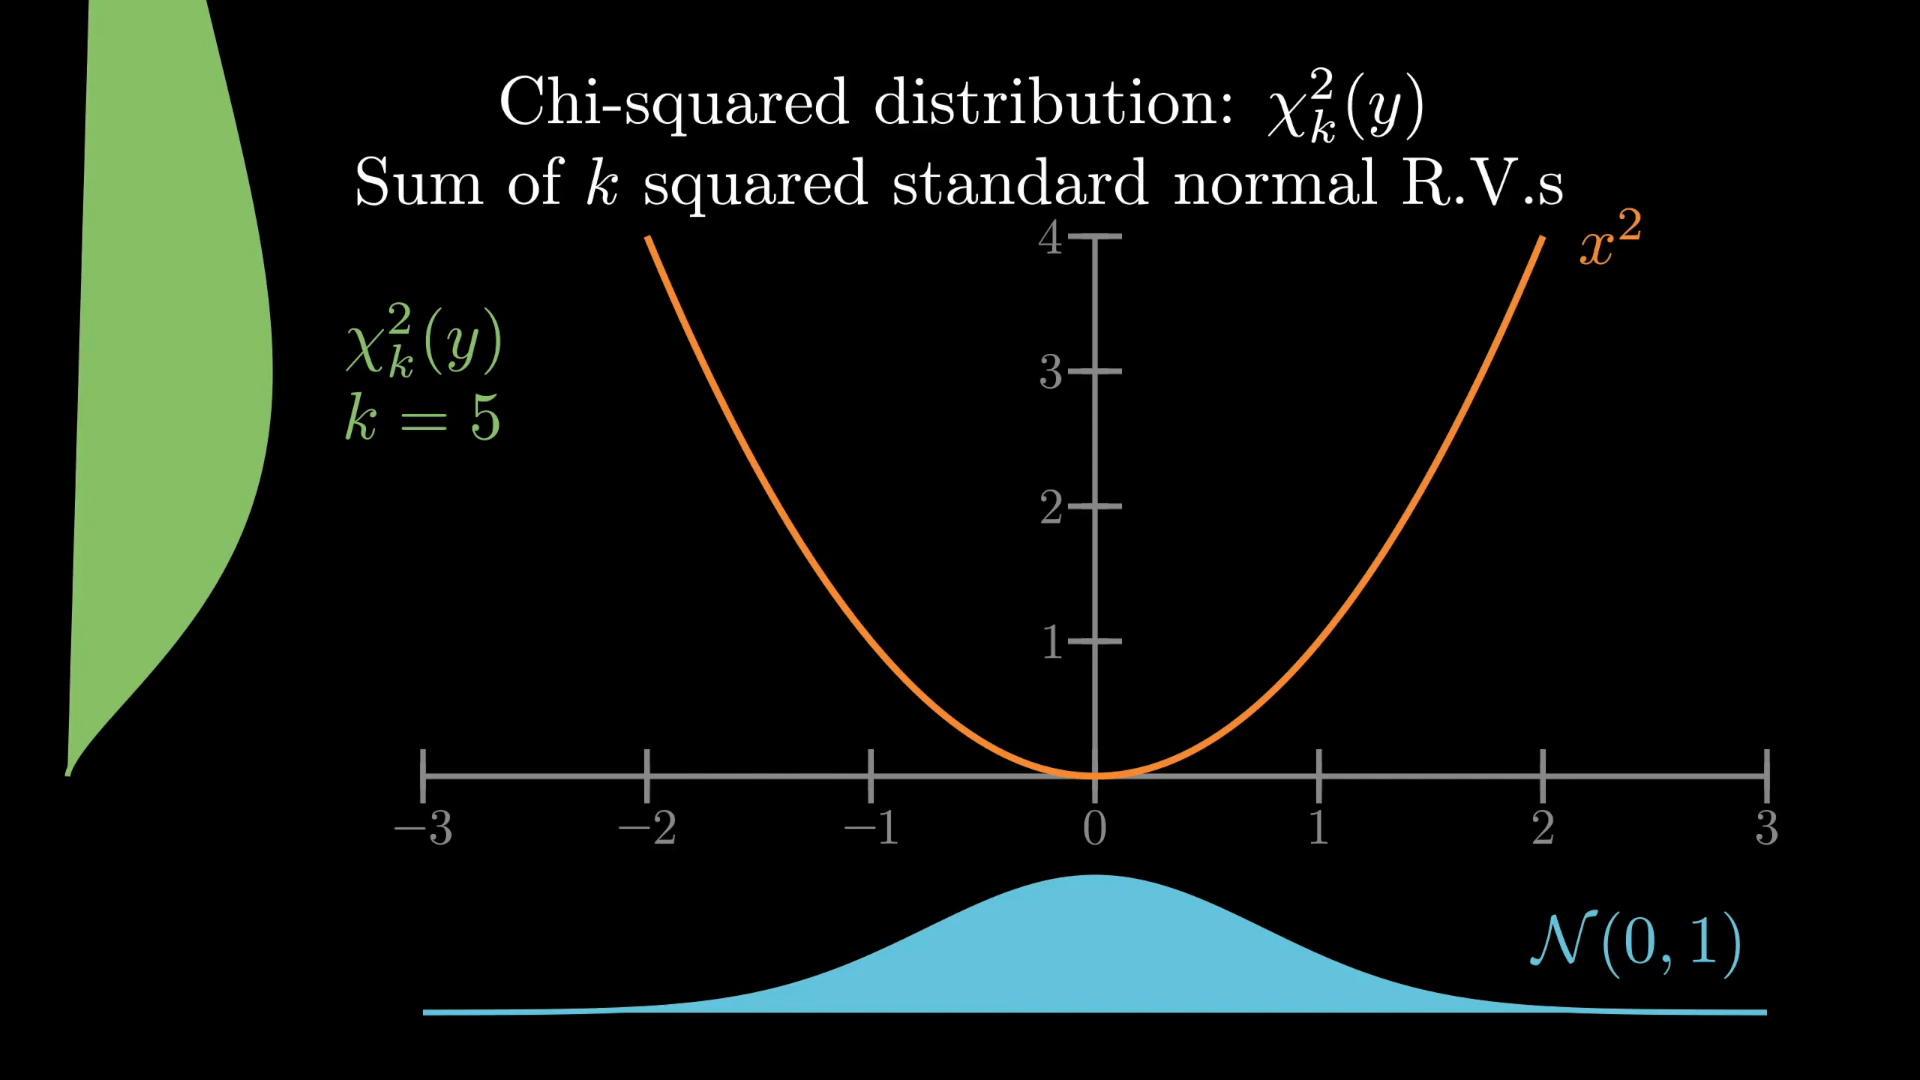 Chi-squared distribution: χ²ₖ(y)
Sum of k squared standard normal R.V.s
x²
4
3
2
1
χ²ₖ(y)
k = 5
−3 −2 −1 0 1 2 3
𝒩(0, 1)